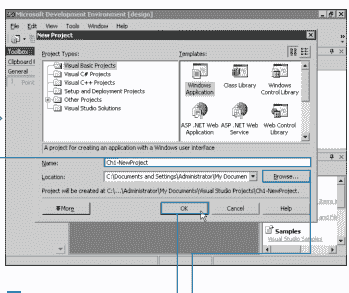 Microsoft Development Environment [design]
File Edit View Tools Window Help
New Project
Toolbox
Clipboard
General
Project Types:
Templates:
Visual Basic Projects
Visual C# Projects
Visual C++ Projects
Setup and Deployment Projects
Other Projects
Visual Studio Solutions
Windows Application
Class Library
Windows Control Library
ASP .NET Web Application
ASP .NET Web Service
Web Control Library
A project for creating an application with a Windows user interface
Name:
Ch1-NewProject
Location:
C:\Documents and Settings\Administrator\My Documen
Browse...
Project will be created at C:\...\Administrator\My Documents\Visual Studio Projects\Ch1-NewProject.
More
OK
Cancel
Help
Samples
Visual Studio Samples